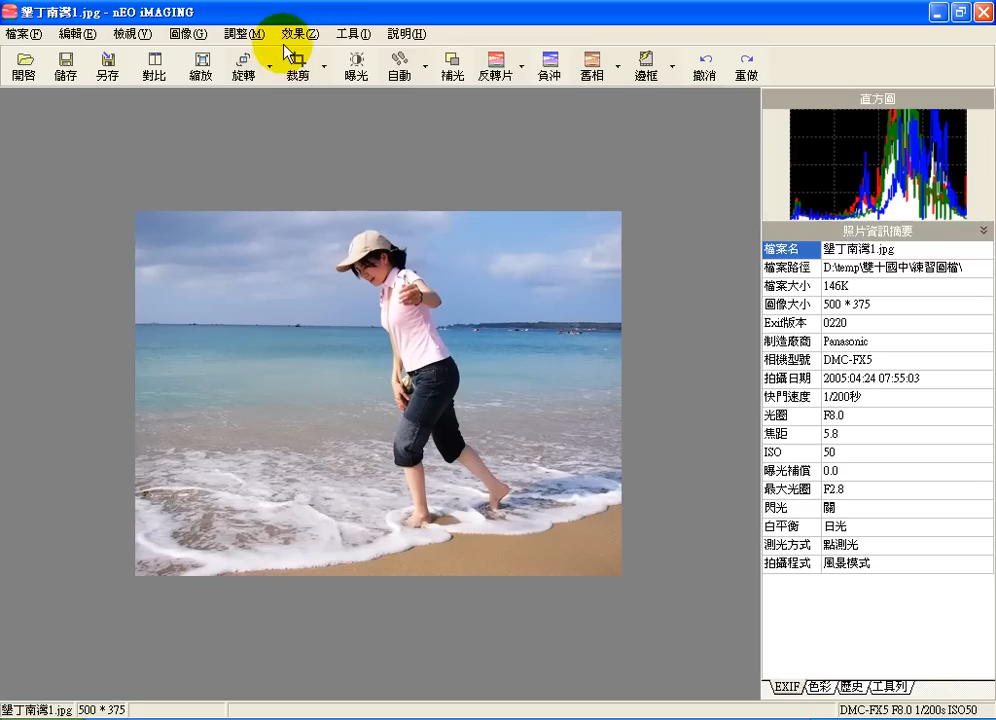 墾丁南灣1.jpg - nEO iMAGING
檔案(F) 編輯(E) 檢視(V) 圖像(G) 調整(M) 效果(Z) 工具(I) 說明(H)
開啓 儲存 另存 對比 縮放 旋轉 裁剪 曝光 自動 補光 反轉片 負沖 舊相 邊框 撤消 重做
直方圖
照片資訊摘要
檔案名 墾丁南灣1.jpg
檔案路徑 D:\temp\雙十國中\練習圖檔\
檔案大小 146K
圖像大小 500 * 375
Exif版本 0220
制造廠商 Panasonic
相機型號 DMC-FX5
拍攝日期 2005:04:24 07:55:03
快門速度 1/200秒
光圈 F8.0
焦距 5.8
ISO 50
曝光補償 0.0
最大光圈 F2.8
閃光 關
白平衡 日光
測光方式 點測光
拍攝程式 風景模式
EXIF 色彩 歷史 工具列
墾丁南灣1.jpg 500 * 375 DMC-FX5 F8.0 1/200s ISO50